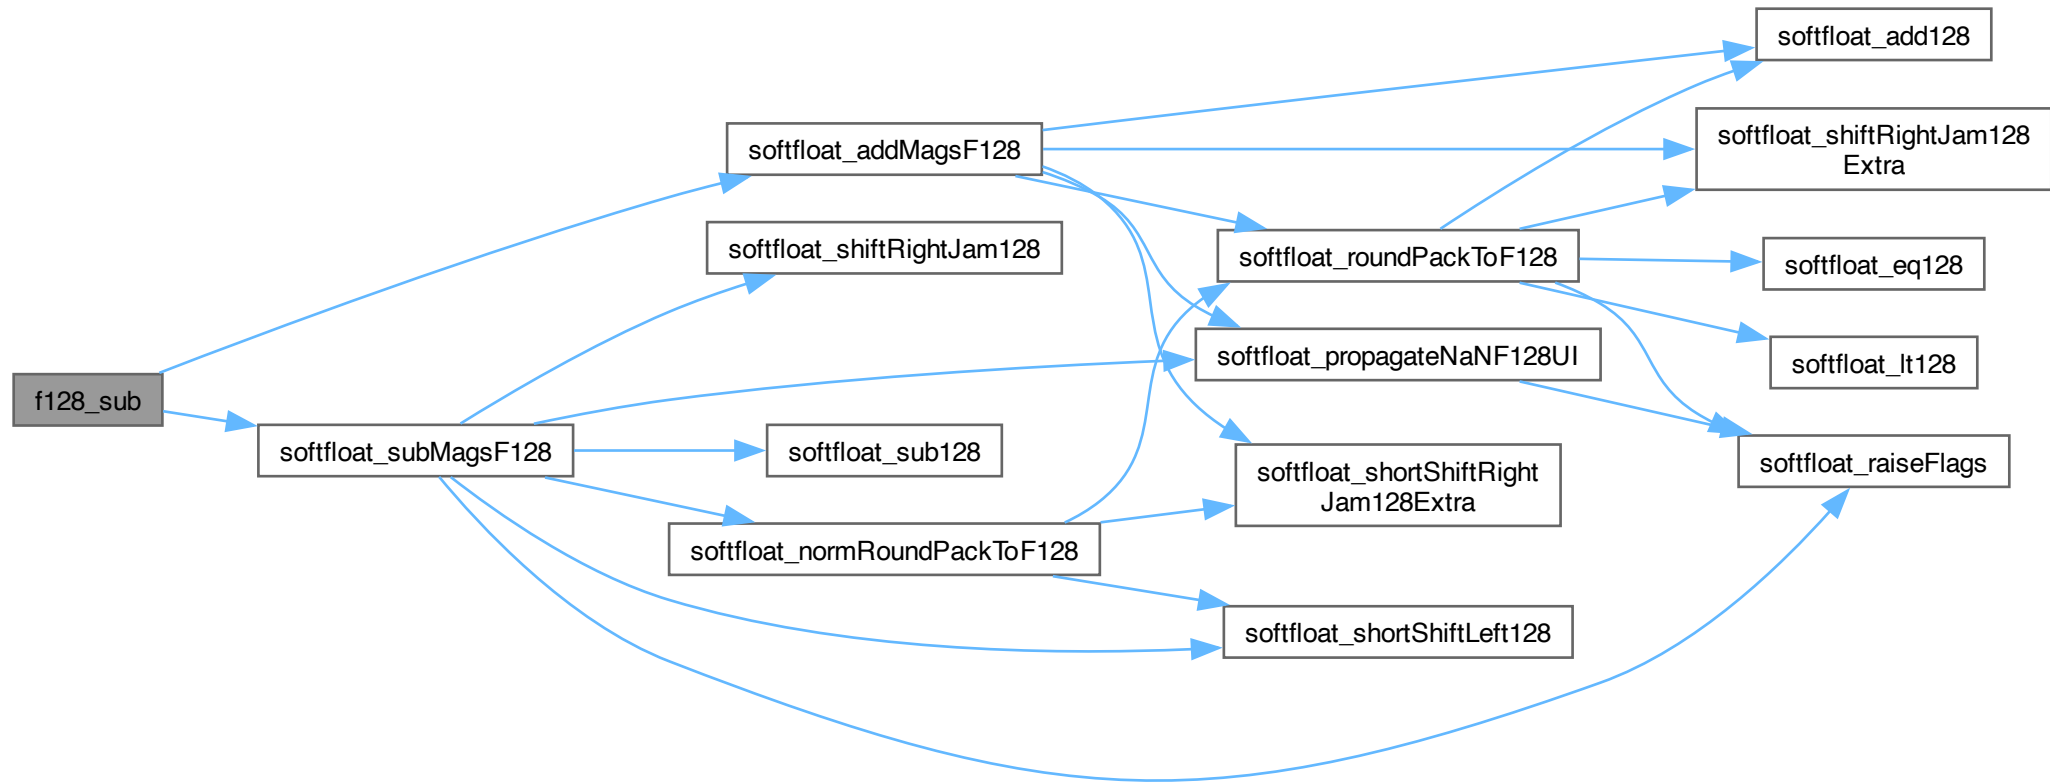 f128_sub
softfloat_addMagsF128
softfloat_shiftRightJam128
softfloat_subMagsF128
softfloat_sub128
softfloat_normRoundPackToF128
softfloat_roundPackToF128
softfloat_propagateNaNF128UI
softfloat_shortShiftRight
Jam128Extra
softfloat_shortShiftLeft128
softfloat_add128
softfloat_shiftRightJam128
Extra
softfloat_eq128
softfloat_lt128
softfloat_raiseFlags